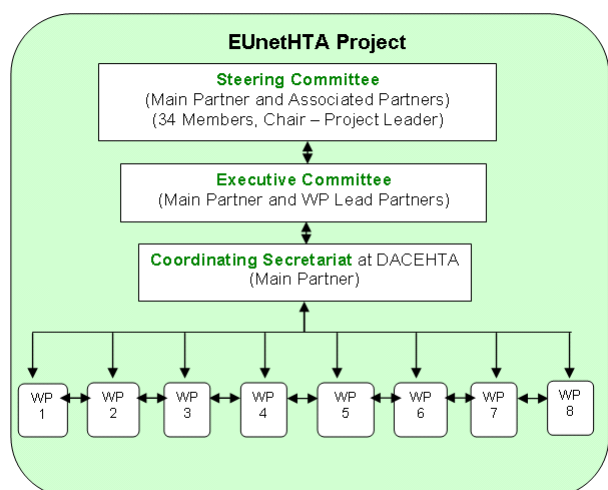 EUnetHTA Project
Steering Committee
(Main Partner and Associated Partners)
(34 Members, Chair – Project Leader)
Executive Committee
(Main Partner and WP Lead Partners)
Coordinating Secretariat at DACEHTA
(Main Partner)
WP
1
WP
2
WP
3
WP
4
WP
5
WP
6
WP
7
WP
8